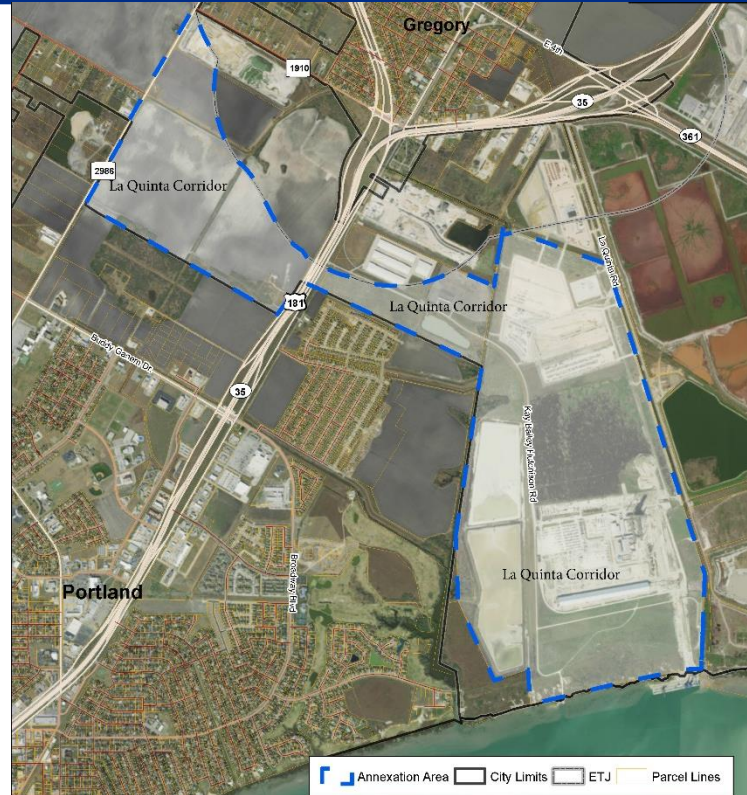 Gregory
E 4th
1910
35
361
2986
La Quinta Corridor
La Quinta Rd
181
La Quinta Corridor
Buddy Ganem Dr.
35
Kay Bailey Hutchison Rd
Broadway Blvd
La Quinta Corridor
Portland
Annexation Area City Limits ETJ Parcel Lines